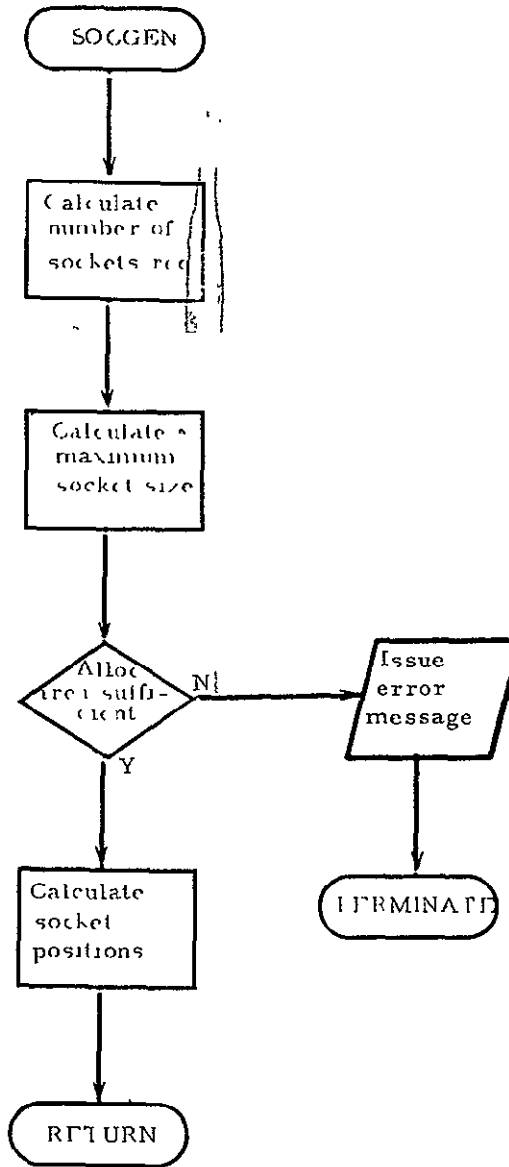 SOCGEN
Calculate
number of
sockets
Calculate
maximum
socket size
Alloc
area suffi-
cient
N
Y
Issue
error
message
Calculate
socket
positions
TERMINATE
RETURN